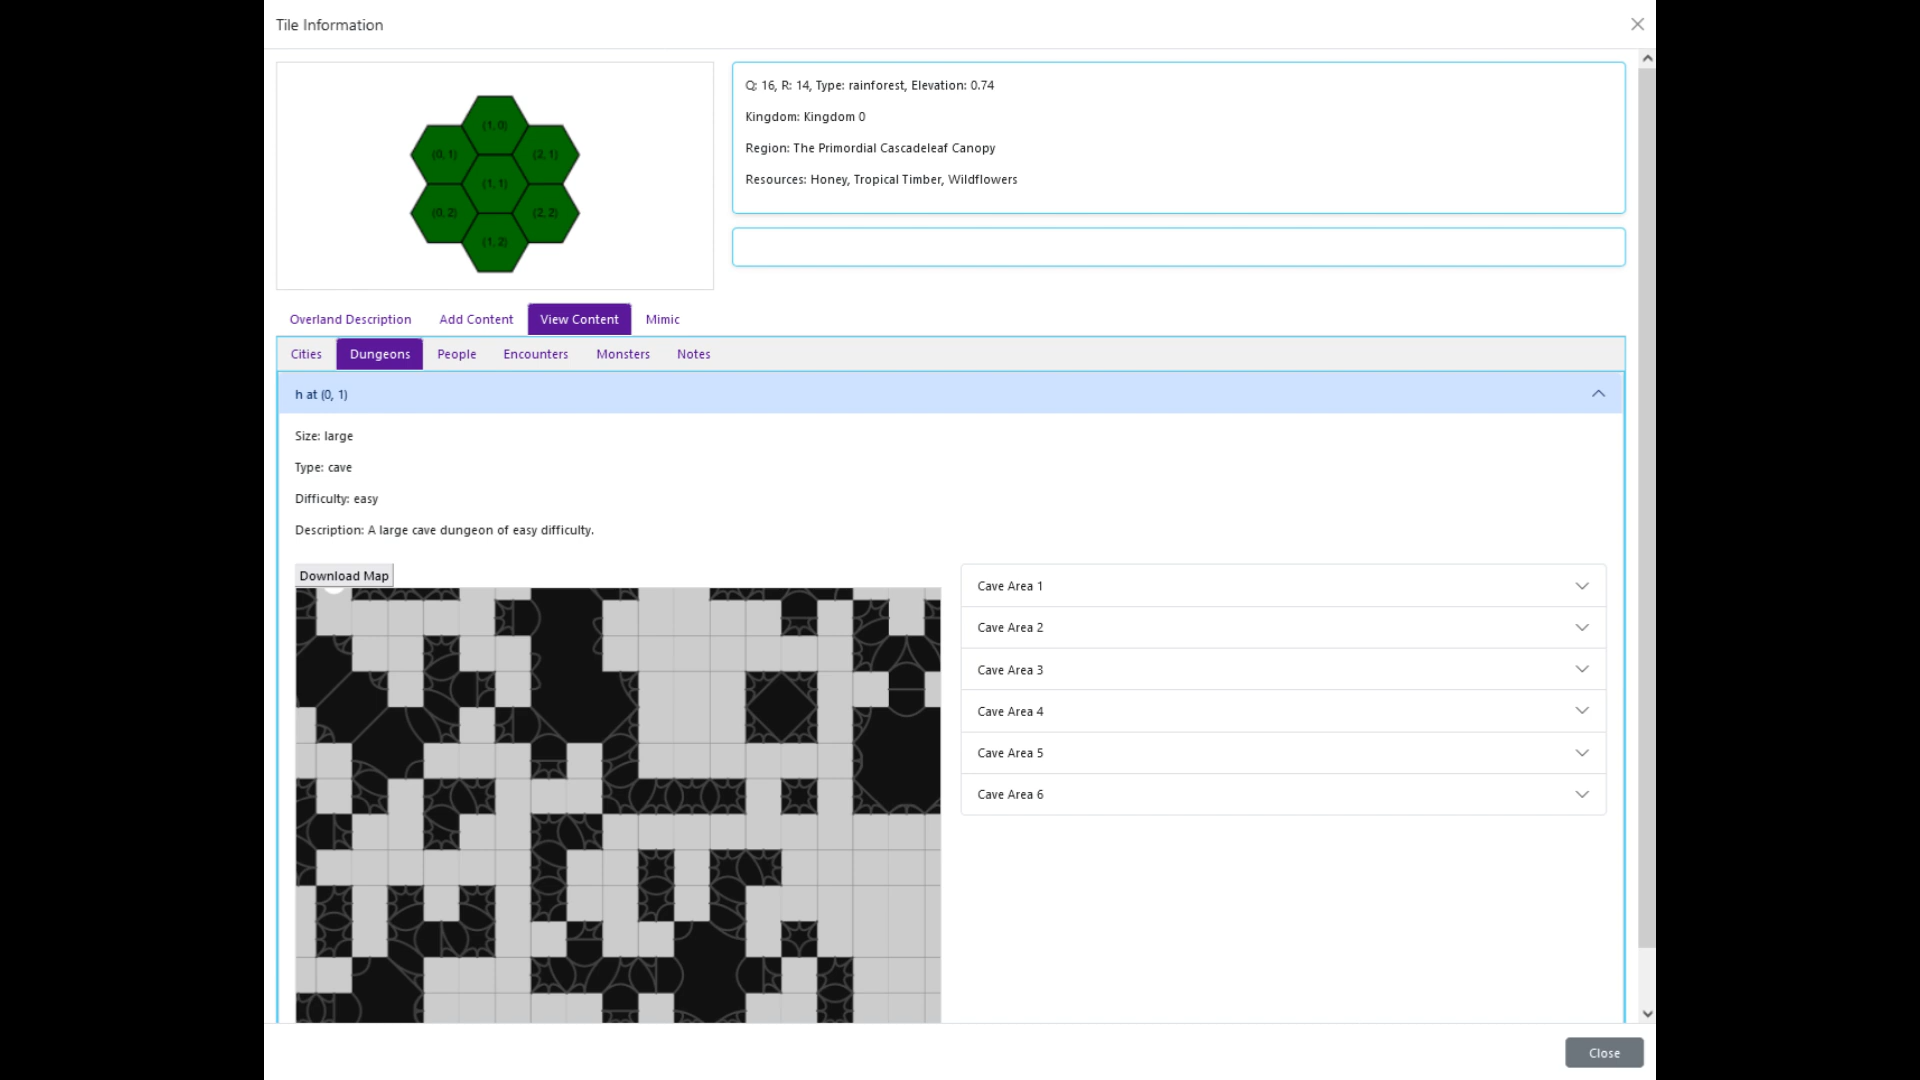 Tile Information
(1, 0)
(0, 1)
(2, 1)
(1, 1)
(0, 2)
(2, 2)
(1, 2)
Q: 16, R: 14, Type: rainforest, Elevation: 0.74
Kingdom: Kingdom 0
Region: The Primordial Cascadeleaf Canopy
Resources: Honey, Tropical Timber, Wildflowers
Overland Description Add Content View Content Mimic
Cities Dungeons People Encounters Monsters Notes
h at (0, 1)
Size: large
Type: cave
Difficulty: easy
Description: A large cave dungeon of easy difficulty.
Download Map
Cave Area 1
Cave Area 2
Cave Area 3
Cave Area 4
Cave Area 5
Cave Area 6
Close